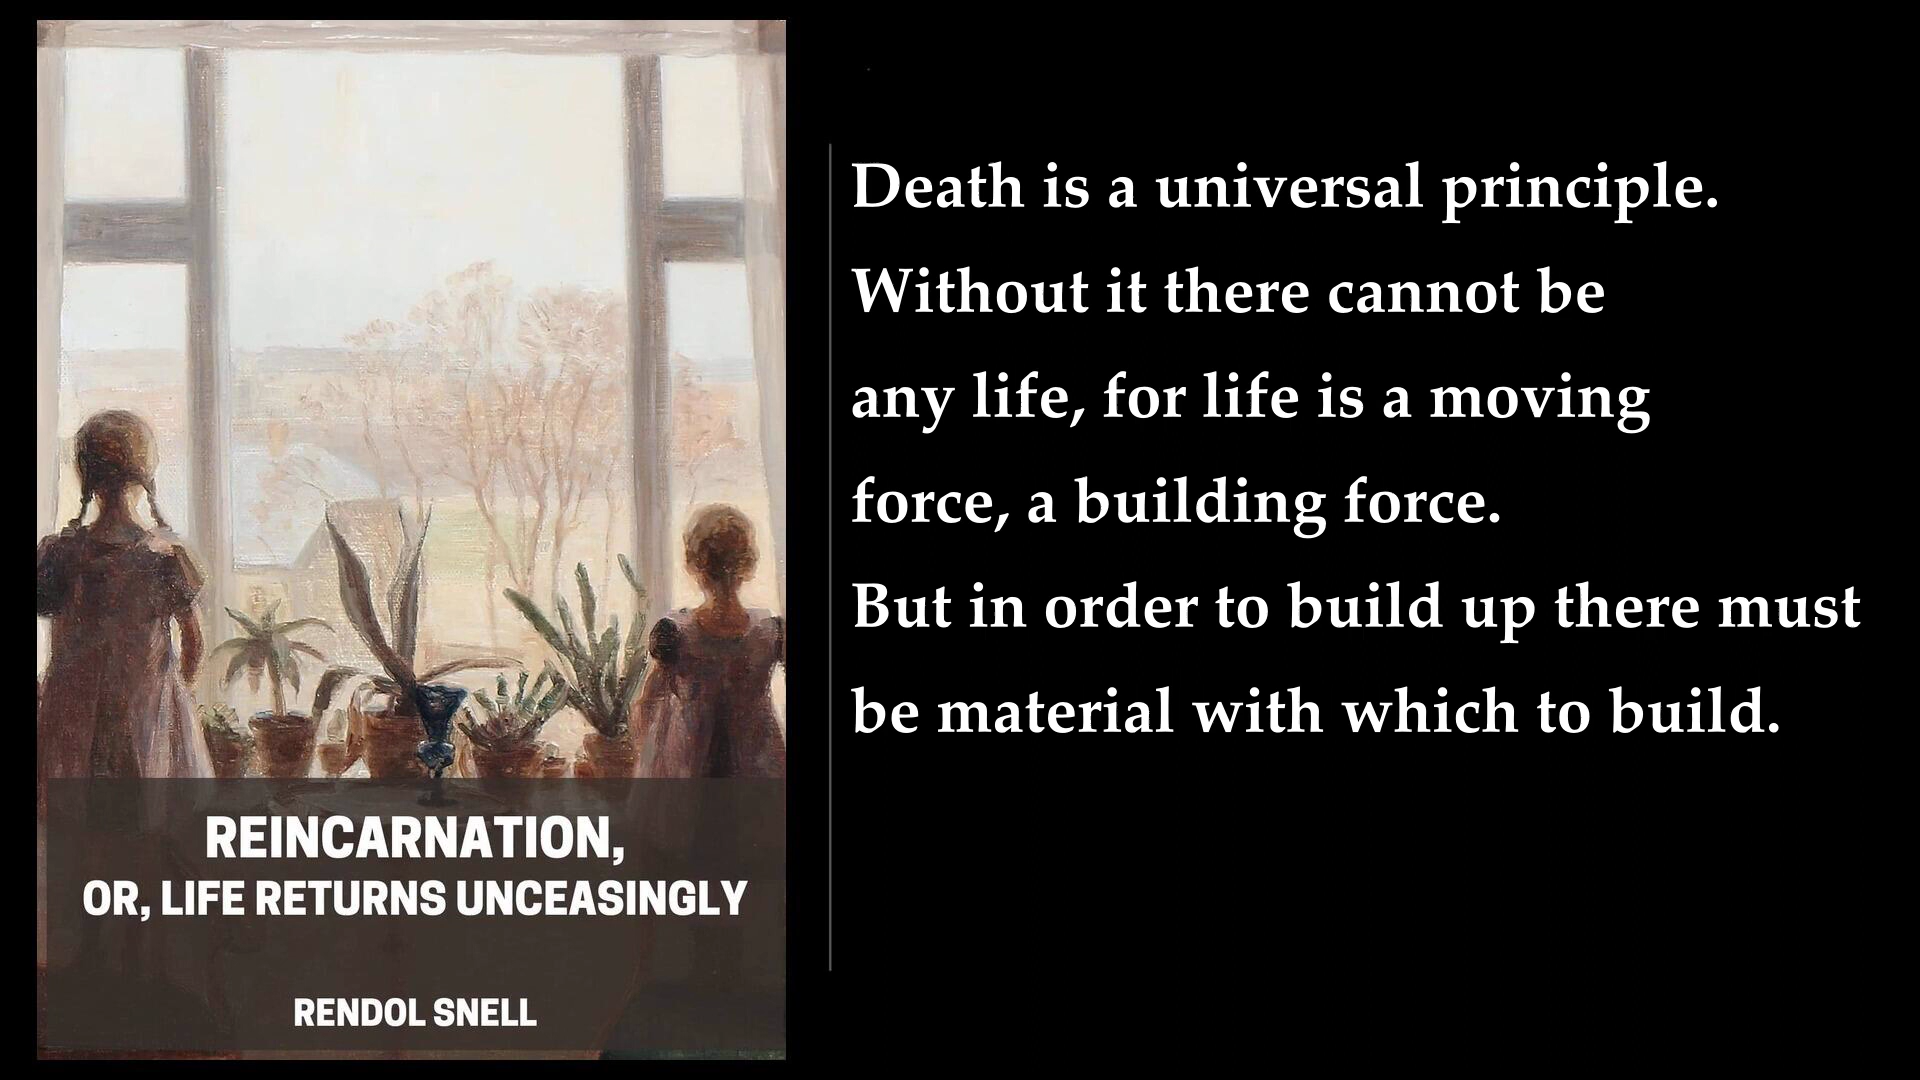 REINCARNATION,
OR, LIFE RETURNS UNCEASINGLY
RENDOL SNELL
Death is a universal principle.
Without it there cannot be
any life, for life is a moving
force, a building force.
But in order to build up there must
be material with which to build.